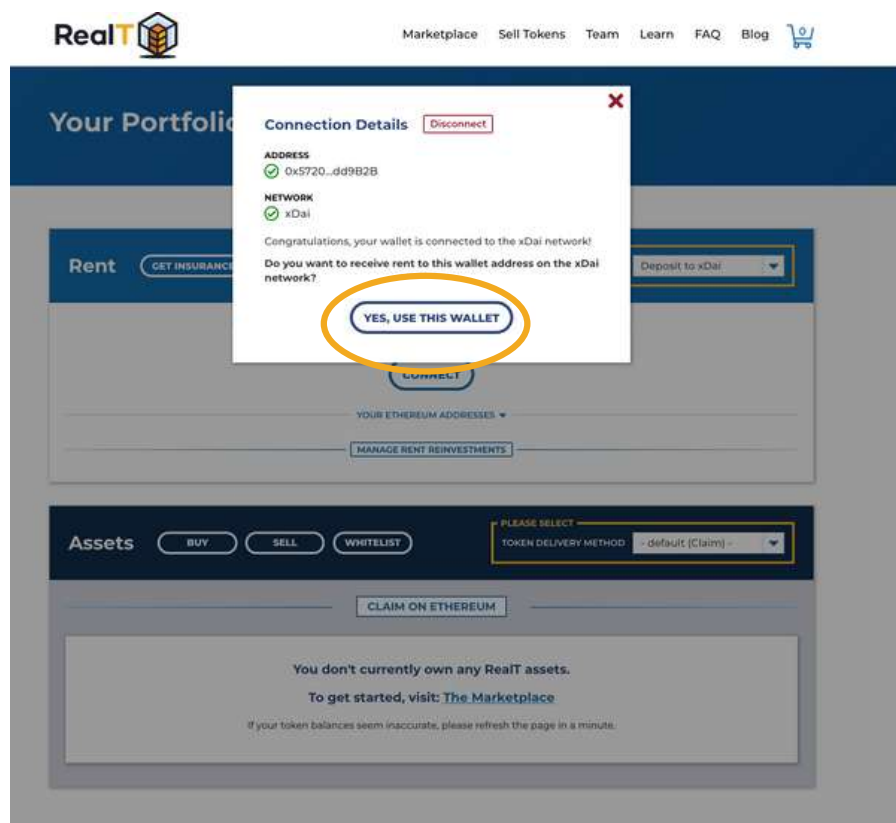 RealT
Marketplace Sell Tokens Team Learn FAQ Blog 0
Your Portfolio
Connection Details Disconnect
ADDRESS
0x5720...dd9B2B
NETWORK
xDai
Congratulations, your wallet is connected to the xDai network!
Do you want to receive rent to this wallet address on the xDai
network?
YES, USE THIS WALLET
Rent GET INSURANCE Deposit to xDai
CONNECT
YOUR ETHEREUM ADDRESSES
MANAGE RENT REINVESTMENTS
Assets BUY SELL WHITELIST
PLEASE SELECT
TOKEN DELIVERY METHOD - default (Claim) -
CLAIM ON ETHEREUM
You don't currently own any RealT assets.
To get started, visit: The Marketplace
If your token balances seem inaccurate, please refresh the page in a minute.